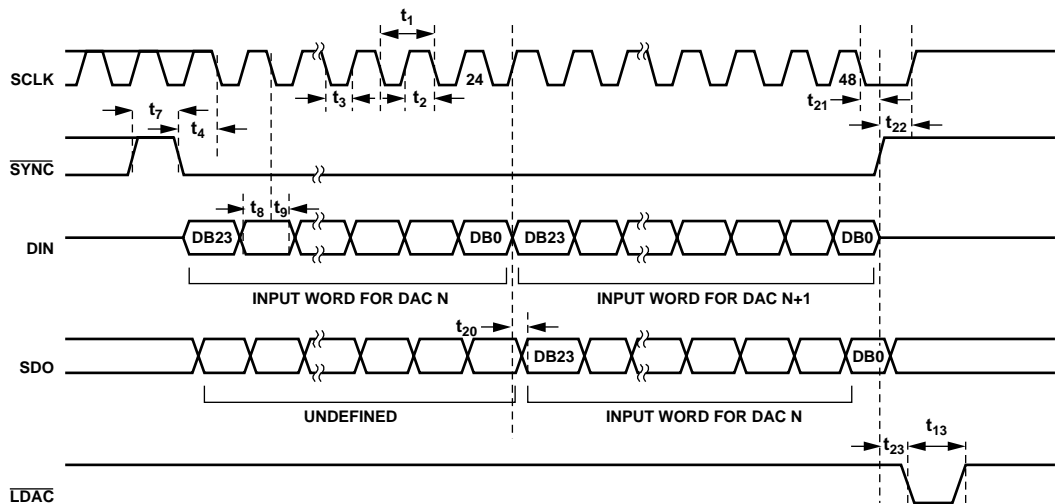 t1
SCLK
24
48
t3
t2
t21
t7
t4
t22
SYNC
t8
t9
DIN
DB23
DB0
DB23
DB0
INPUT WORD FOR DAC N
INPUT WORD FOR DAC N+1
t20
SDO
DB23
DB0
UNDEFINED
INPUT WORD FOR DAC N
t23
t13
LDAC